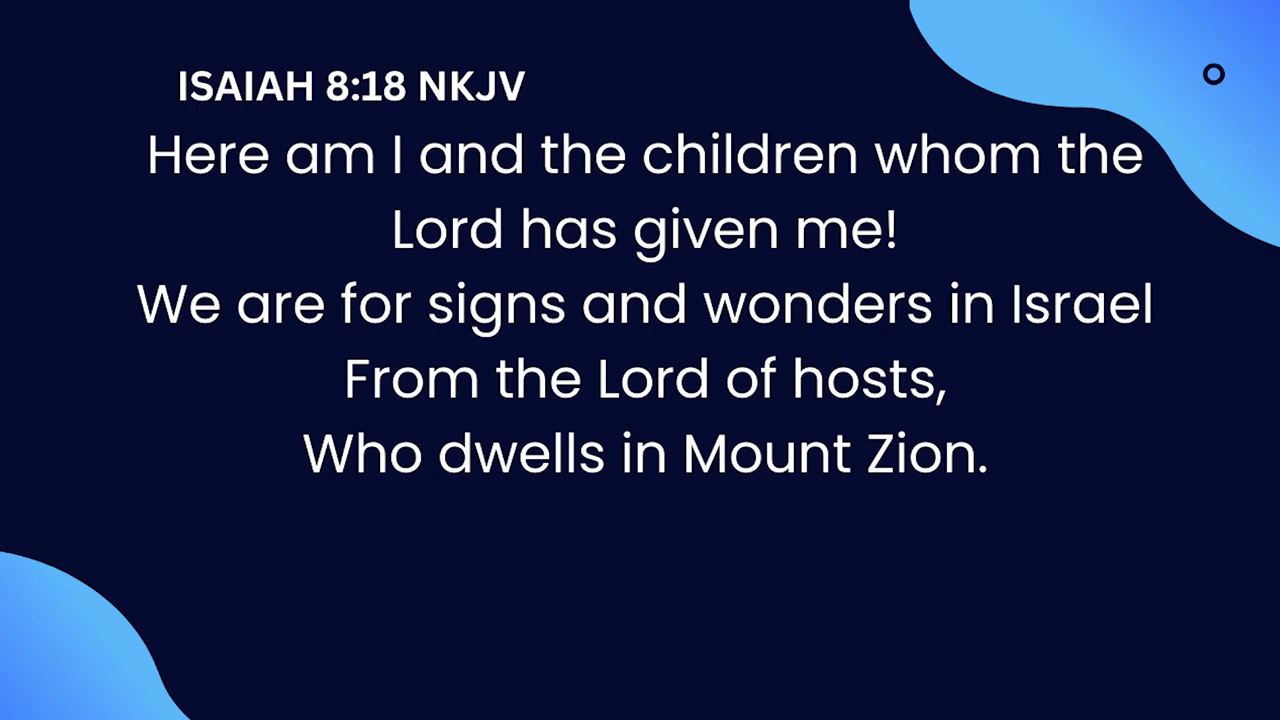 ISAIAH 8:18 NKJV
Here am I and the children whom the
Lord has given me!
We are for signs and wonders in Israel
From the Lord of hosts,
Who dwells in Mount Zion.